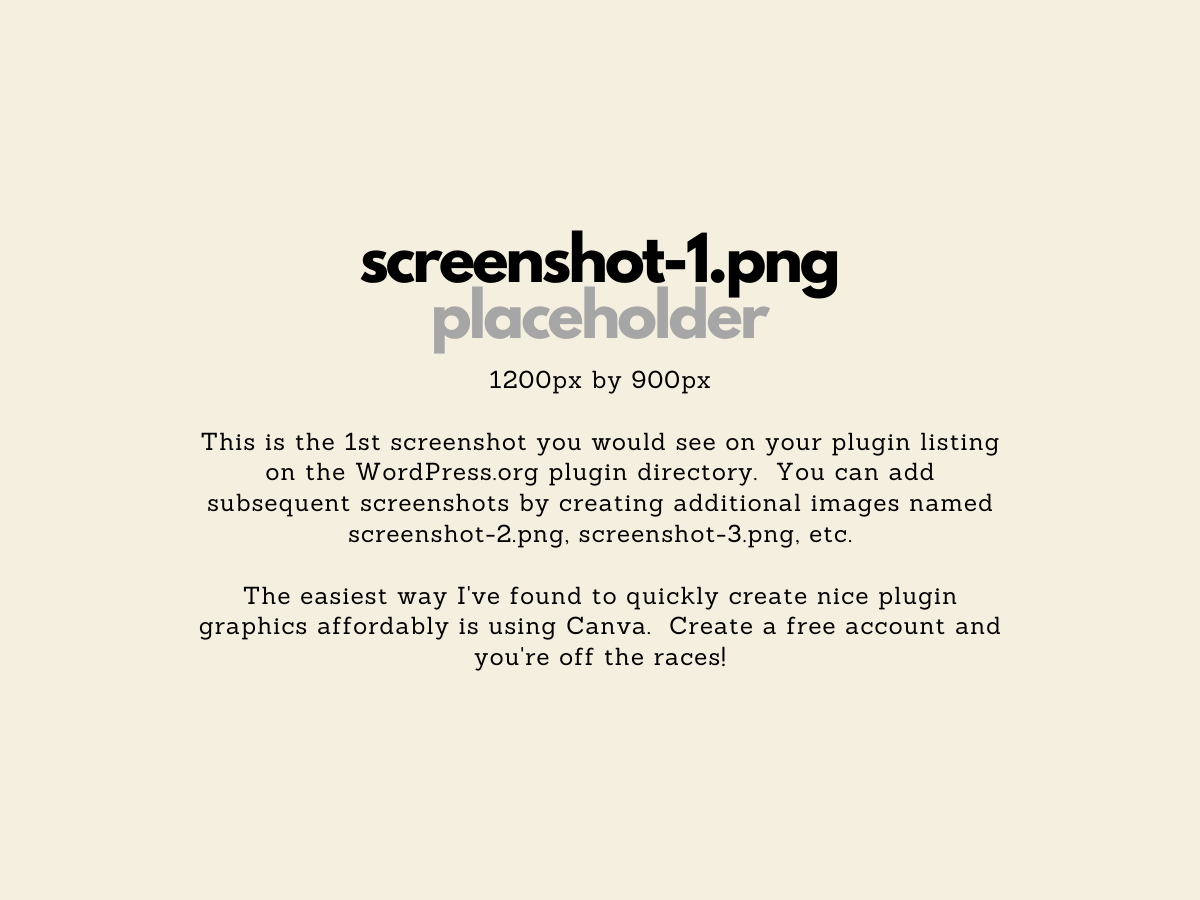 screenshot-1.png
placeholder
1200px by 900px
This is the 1st screenshot you would see on your plugin listing
on the WordPress.org plugin directory.  You can add
subsequent screenshots by creating additional images named
screenshot-2.png, screenshot-3.png, etc.
The easiest way I've found to quickly create nice plugin
graphics affordably is using Canva.  Create a free account and
you're off the races!